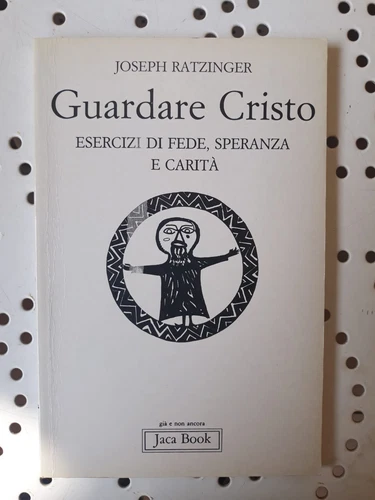 JOSEPH RATZINGER
Guardare Cristo
ESERCIZI DI FEDE, SPERANZA
E CARITÀ
già e non ancora
Jaca Book